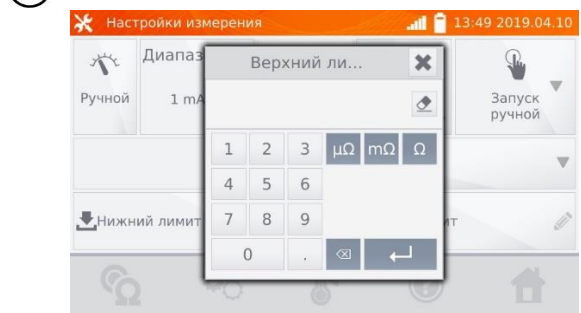 Настройки измерения 13:49 2019.04.10
Диапаз
Верхний ли...
Ручной
1 mA
Запуск
ручной
1 2 3 µΩ mΩ Ω
4 5 6
7 8 9
0 .
Нижний лимит
ит